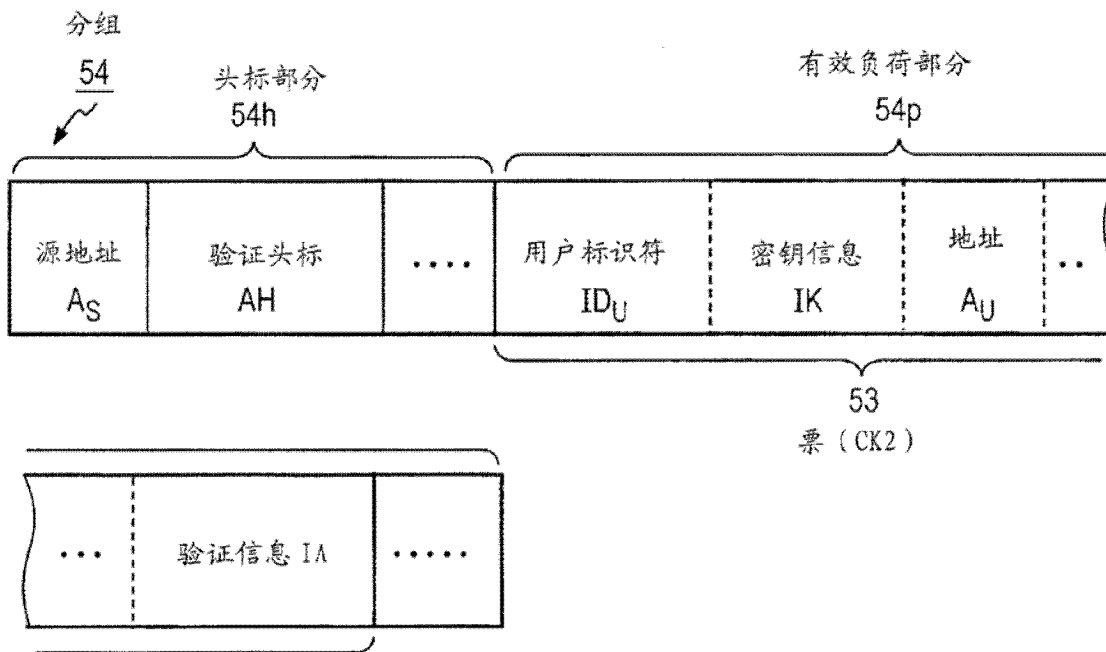 分组
54
头标部分
54h
有效负荷部分
54p
源地址
AS
验证头标
AH
....
用户标识符
IDU
密钥信息
IK
地址
AU
..
53
票(CK2)
...
验证信息 IA
.....